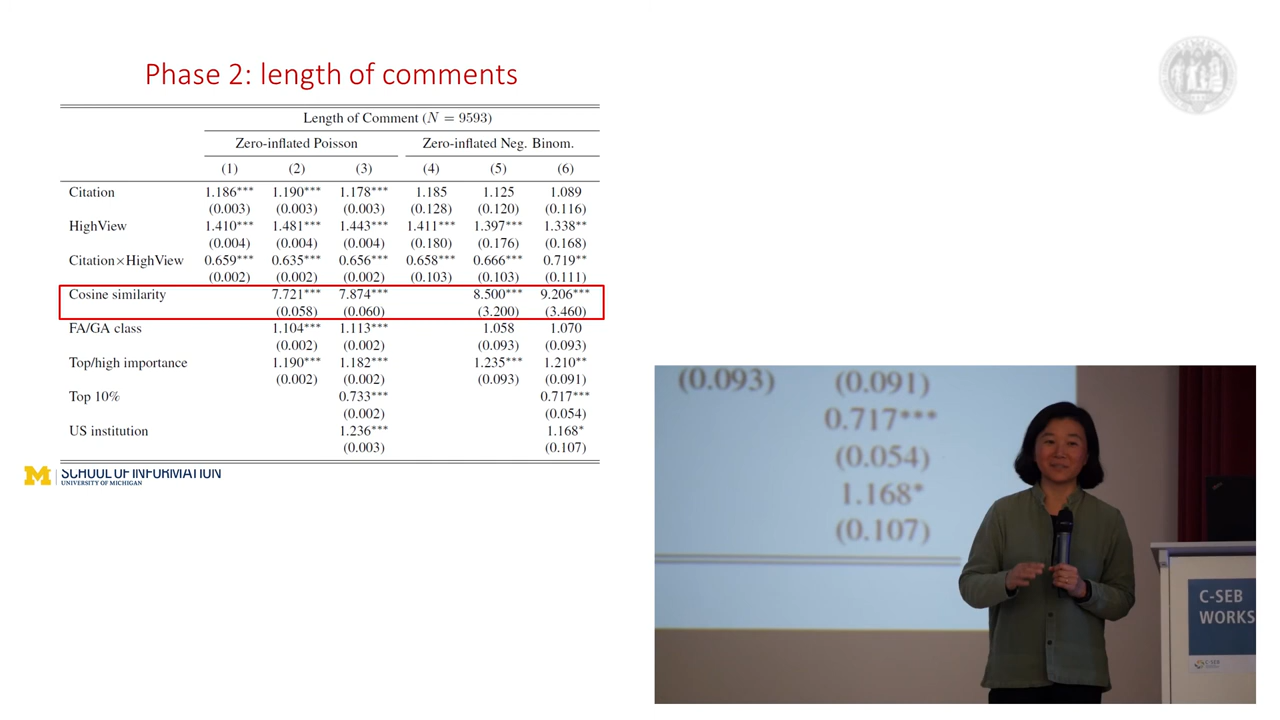 Phase 2: length of comments
Length of Comment (N = 9593)
Zero-inflated Poisson Zero-inflated Neg. Binom.
(1) (2) (3) (4) (5) (6)
Citation 1.186*** 1.190*** 1.178*** 1.185 1.125 1.089
(0.003) (0.003) (0.003) (0.128) (0.120) (0.116)
HighView 1.410*** 1.481*** 1.443*** 1.411*** 1.397*** 1.338**
(0.004) (0.004) (0.004) (0.180) (0.176) (0.168)
Citation×HighView 0.659*** 0.635*** 0.656*** 0.658*** 0.666*** 0.719**
(0.002) (0.002) (0.002) (0.103) (0.103) (0.111)
Cosine similarity 7.721*** 7.874*** 8.500*** 9.206***
(0.058) (0.060) (3.200) (3.460)
FA/GA class 1.104*** 1.113*** 1.058 1.070
(0.002) (0.002) (0.093) (0.093)
Top/high importance 1.190*** 1.182*** 1.235*** 1.210**
(0.002) (0.002) (0.093) (0.091)
Top 10% 0.733*** 0.717***
(0.002) (0.054)
US institution 1.236*** 1.168*
(0.003) (0.107)
M SCHOOL OF INFORMATION
UNIVERSITY OF MICHIGAN
(0.093) (0.091)
0.717***
(0.054)
1.168*
(0.107)
C-SEB
WORKS
C-SEB